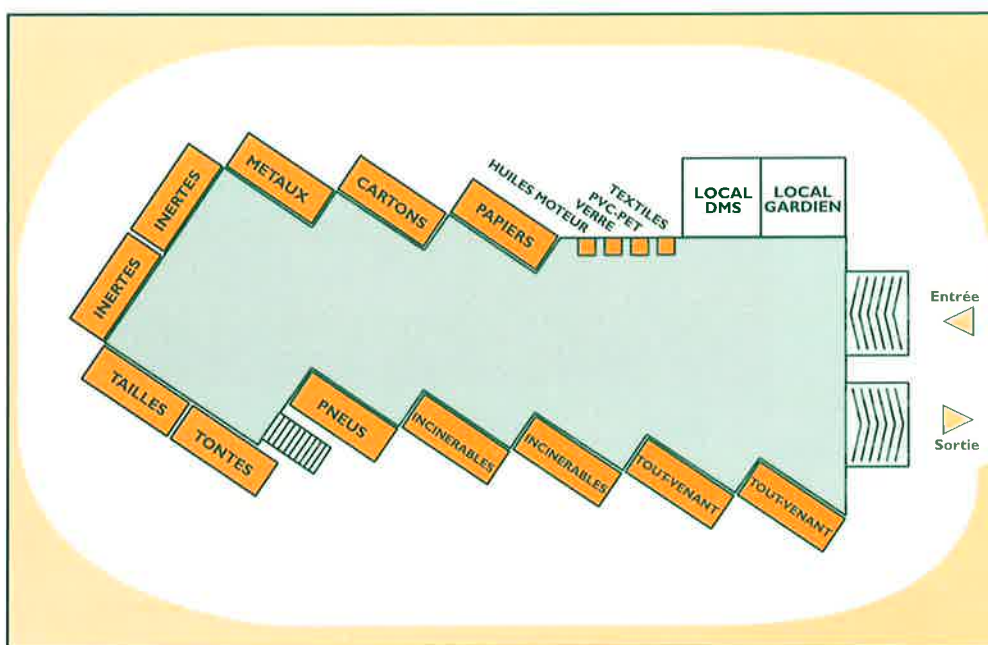 METAUX
CARTONS
PAPIERS
HUILES MOTEUR
VERRE
PVC-PET
TEXTILES
LOCAL
DMS
LOCAL
GARDIEN
INERTES
INERTES
Entrée
Sortie
TAILLES
TONTES
PNEUS
INCINERABLES
INCINERABLES
TOUT-VENANT
TOUT-VENANT